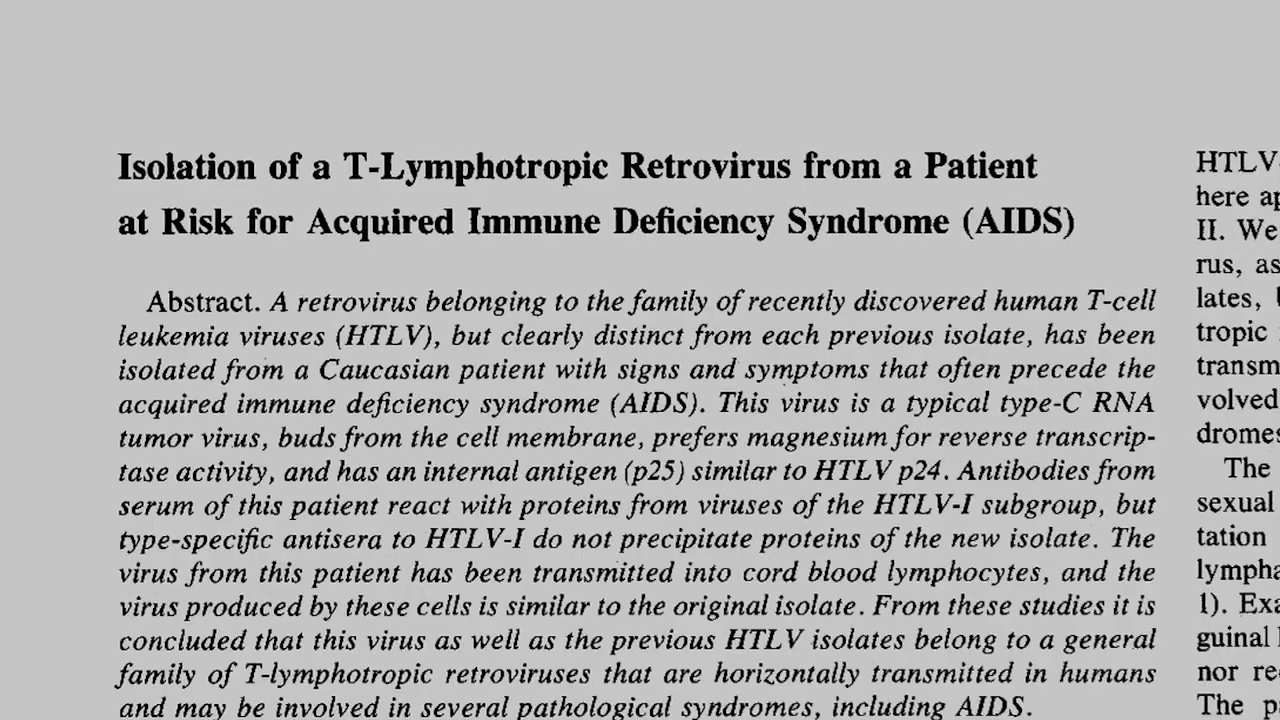 Isolation of a T-Lymphotropic Retrovirus from a Patient
at Risk for Acquired Immune Deficiency Syndrome (AIDS)
Abstract. A retrovirus belonging to the family of recently discovered human T-cell
leukemia viruses (HTLV), but clearly distinct from each previous isolate, has been
isolated from a Caucasian patient with signs and symptoms that often precede the
acquired immune deficiency syndrome (AIDS). This virus is a typical type-C RNA
tumor virus, buds from the cell membrane, prefers magnesium for reverse transcrip-
tase activity, and has an internal antigen (p25) similar to HTLV p24. Antibodies from
serum of this patient react with proteins from viruses of the HTLV-I subgroup, but
type-specific antisera to HTLV-I do not precipitate proteins of the new isolate. The
virus from this patient has been transmitted into cord blood lymphocytes, and the
virus produced by these cells is similar to the original isolate. From these studies it is
concluded that this virus as well as the previous HTLV isolates belong to a general
family of T-lymphotropic retroviruses that are horizontally transmitted in humans
and may be involved in several pathological syndromes, including AIDS.
HTLV-
here ap
II. We
rus, as
lates,
tropic
transm
volved
dromes
The
sexual
tation
lympha
1). Exa
guinal
nor re
The p